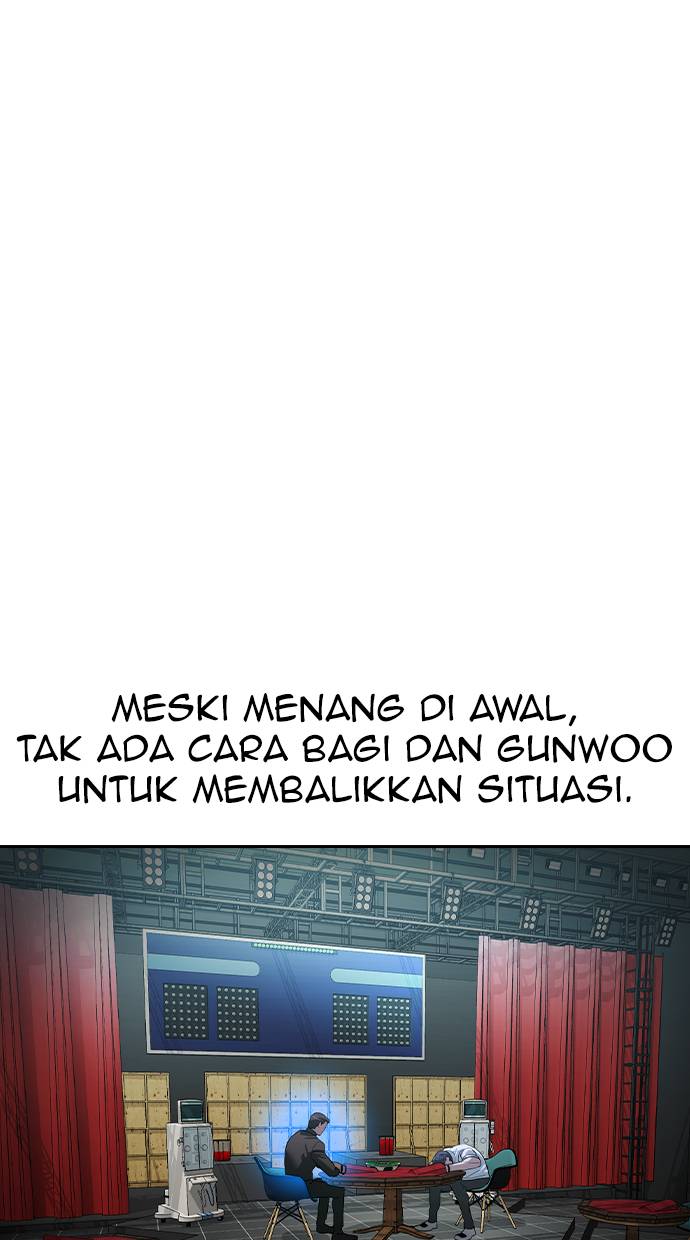 MESKI MENANG DI AWAL,
TAK ADA CARA BAGI DAN GUNWOO
UNTUK MEMBALIKKAN SITUASI.